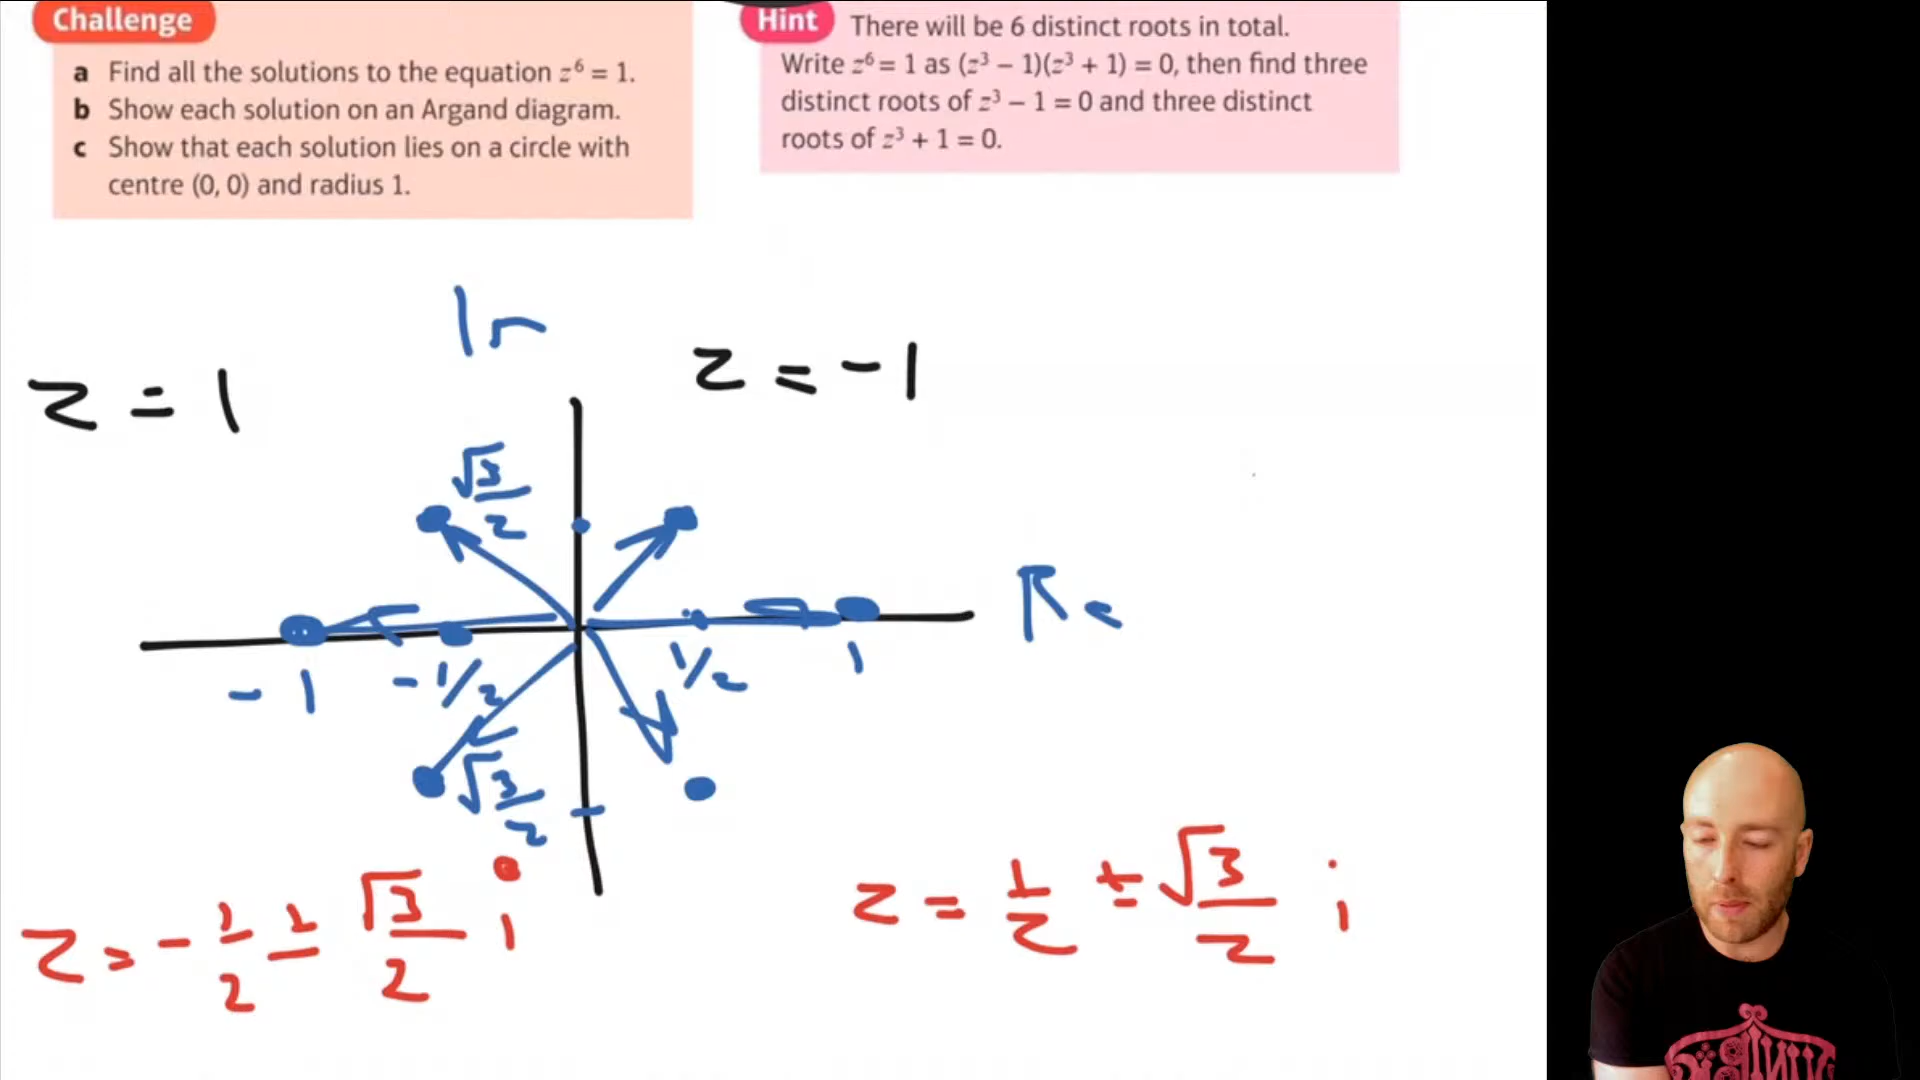 Challenge
a Find all the solutions to the equation z⁶ = 1.
b Show each solution on an Argand diagram.
c Show that each solution lies on a circle with
centre (0, 0) and radius 1.
Hint There will be 6 distinct roots in total.
Write z⁶ = 1 as (z³ − 1)(z³ + 1) = 0, then find three
distinct roots of z³ − 1 = 0 and three distinct
roots of z³ + 1 = 0.
Im
z = 1
z = -1
√3/2
Re
-1
-1/2
1/2
1
√3/2
z = -1/2 ± √3/2 i
z = 1/2 ± √3/2 i